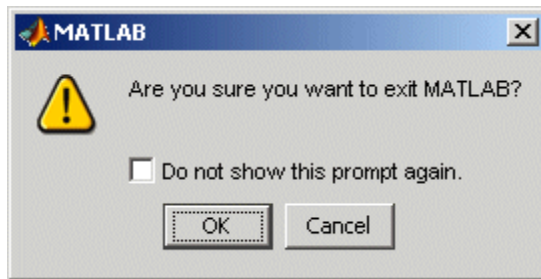 MATLAB
Are you sure you want to exit MATLAB?
Do not show this prompt again.
OK
Cancel